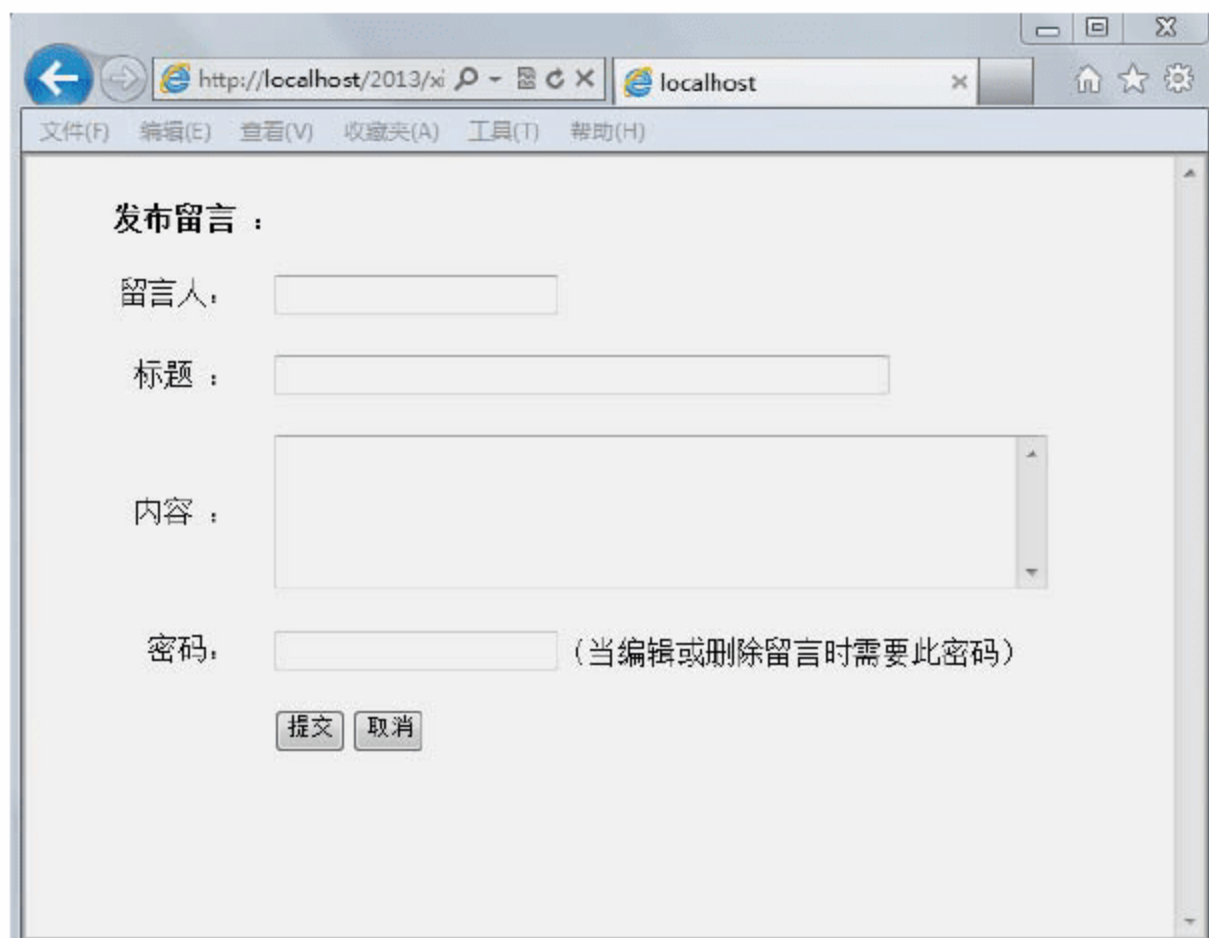 http://localhost/2013/xi
localhost
文件(F) 编辑(E) 查看(V) 收藏夹(A) 工具(T) 帮助(H)
发布留言 ：
留言人：
标题 ：
内容 ：
密码： （当编辑或删除留言时需要此密码）
提交 取消